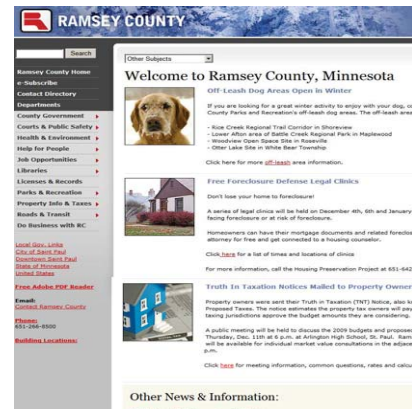 RAMSEY COUNTY
Search
Other Subjects
Ramsey County Home
e-Subscribe
Contact Directory
Departments
County Government
Courts & Public Safety
Health & Environment
Help for People
Job Opportunities
Libraries
Licenses & Records
Parks & Recreation
Property Info & Taxes
Roads & Transit
Do Business with RC
Local Gov. Links
City of Saint Paul
Downtown Saint Paul
State of Minnesota
United States
Free Adobe PDF Reader
Email:
Contact Ramsey County
Phone:
651-266-8500
Building Locations:
Welcome to Ramsey County, Minnesota
Off-Leash Dog Areas Open in Winter
If you are looking for a great winter activity to enjoy with your dog,
County Parks and Recreation's off-leash dog areas. The off-leash area
- Rice Creek Regional Trail Corridor in Shoreview
- Lower Afton area of Battle Creek Regional Park in Maplewood
- Woodview Open Space Site in Roseville
- Otter Lake Site in White Bear Township
Click here for more off-leash area information.
Free Foreclosure Defense Legal Clinics
Don't lose your home to foreclosure!
A series of legal clinics will be held on December 4th, 6th and January
facing foreclosure or at risk of foreclosure.
Homeowners can have their mortgage documents and related
attorney for free and get connected to a housing counselor.
Click here for a list of times and locations of clinics
For more information, call the Housing Preservation Project at 651-642
Truth In Taxation Notices Mailed to Property Owner
Property owners were sent their Truth in Taxation (TNT) Notice, also
Proposed Taxes. The notice estimates the property tax owners will pay
taxing jurisdictions approve the budget amounts they are considering.
A public meeting will be held to discuss the 2009 budgets and
Thursday, Dec. 11th at 6 p.m. at Arlington High School, St. Paul.
will be available for individual market value consultations in the
p.m.
Click here for meeting information, common questions, rates and
Other News & Information: